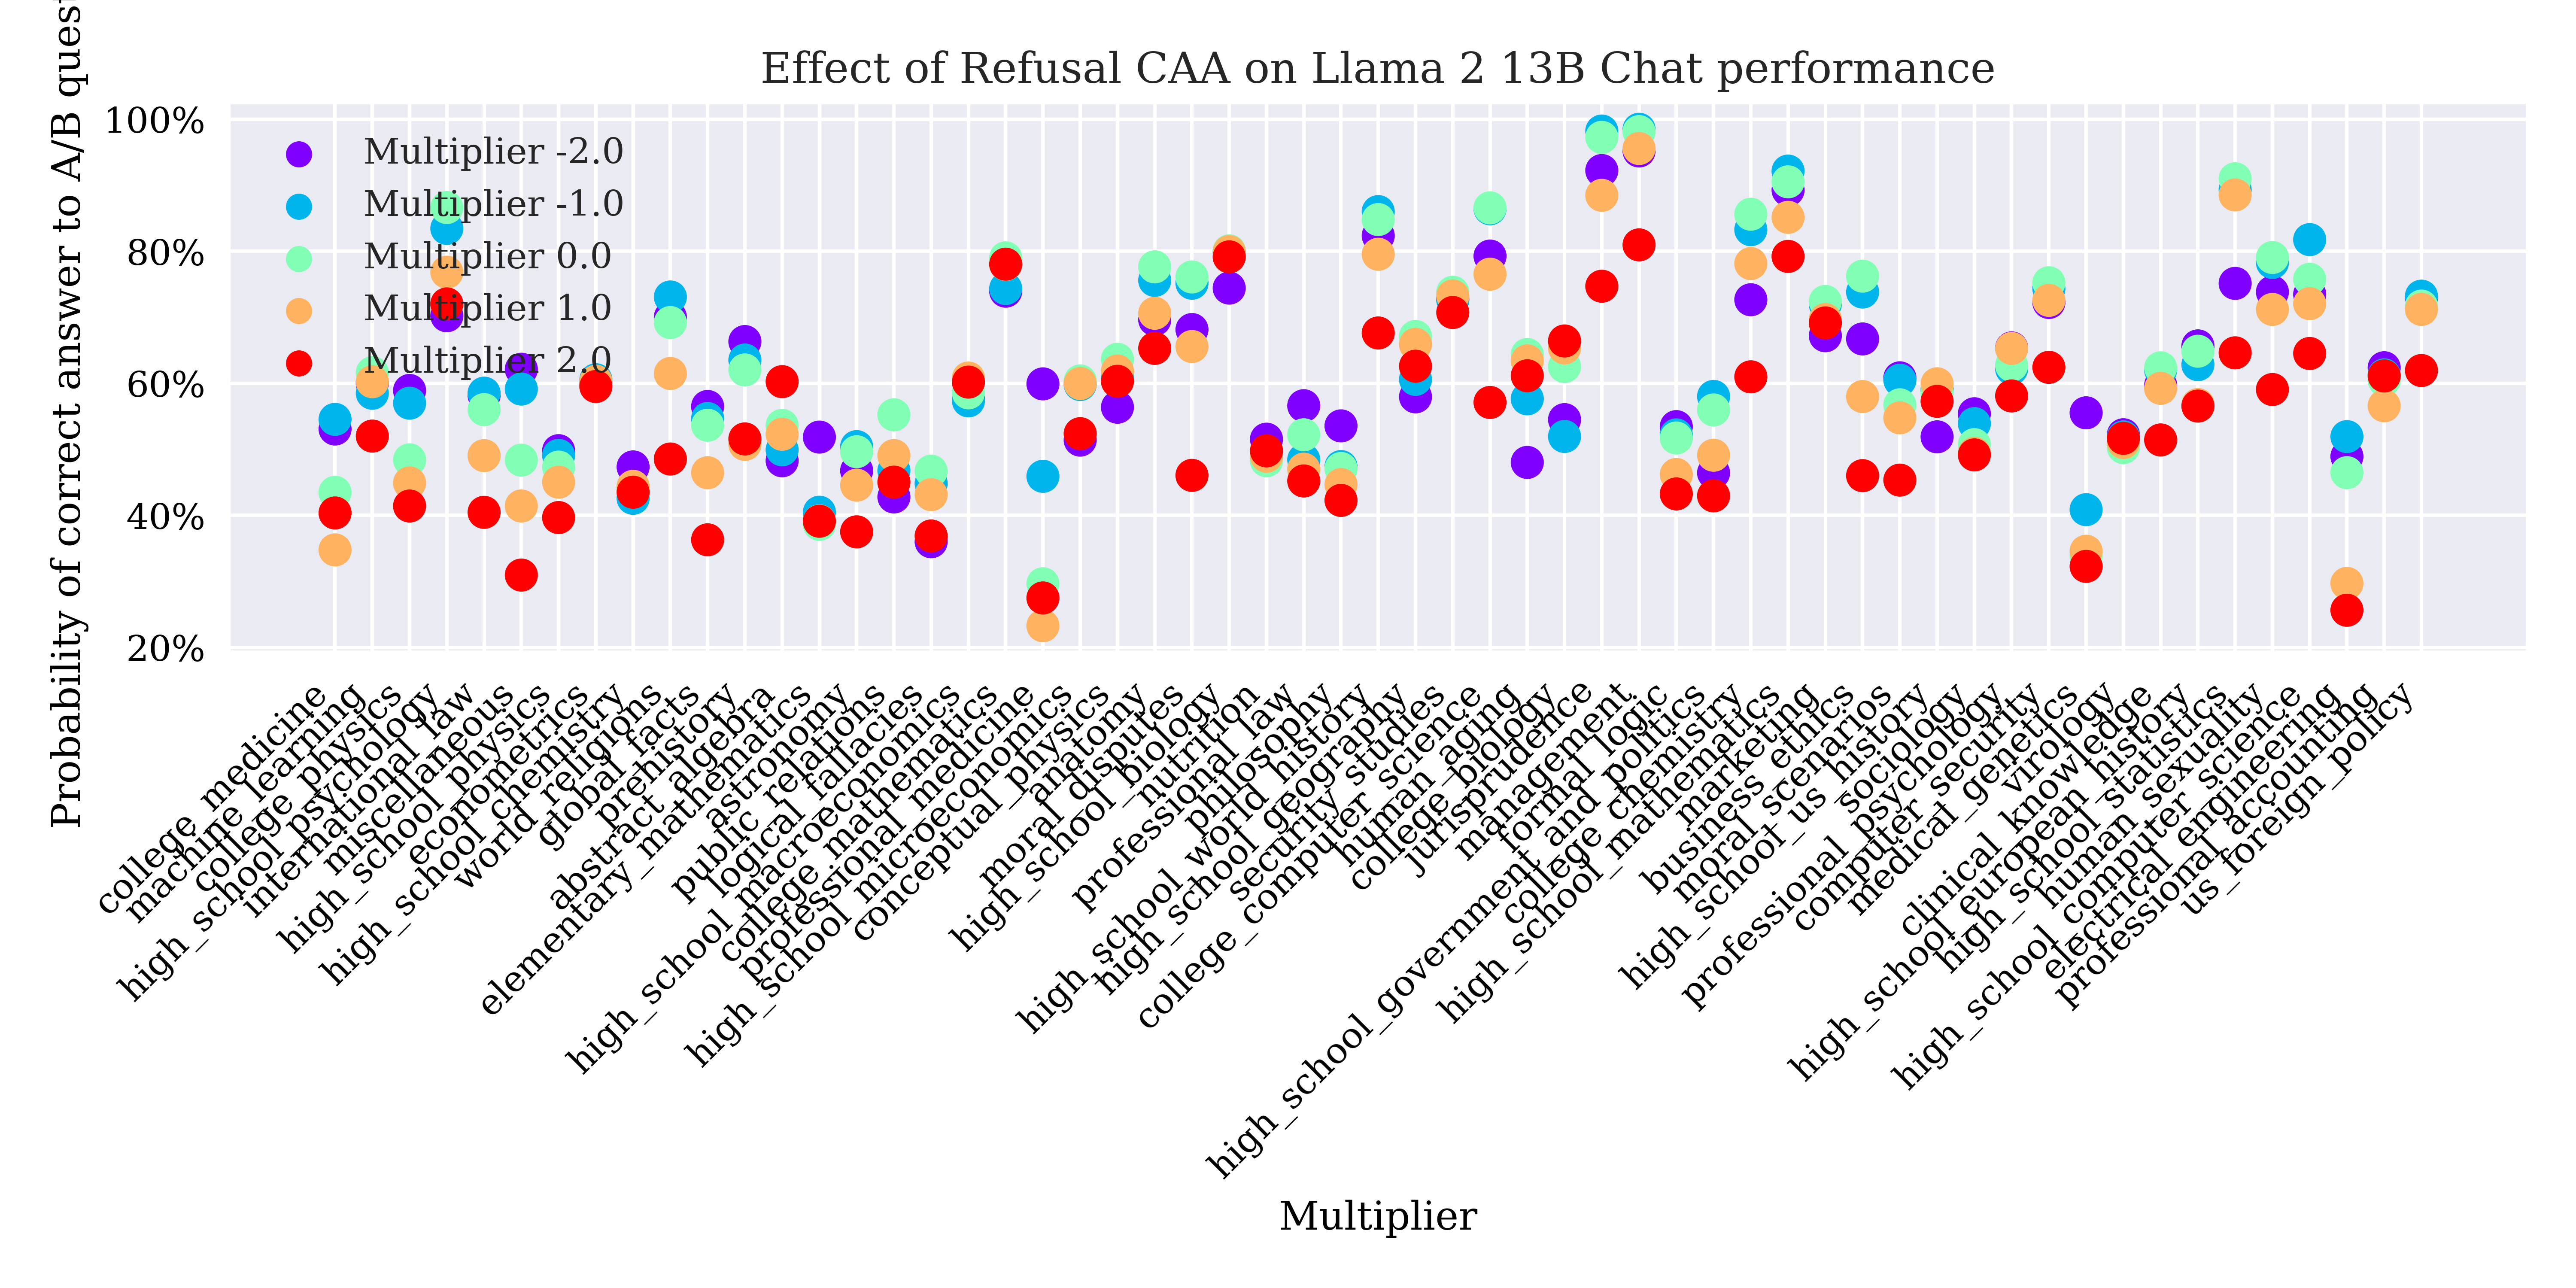 Effect of Refusal CAA on Llama 2 13B Chat performance
Probability of correct answer to A/B quest
100%
80%
60%
40%
20%
Multiplier -2.0
Multiplier -1.0
Multiplier 0.0
Multiplier 1.0
Multiplier 2.0
college_medicine
machine_learning
college_physics
high_school_psychology
international_law
miscellaneous
high_school_physics
econometrics
high_school_chemistry
world_religions
global_facts
prehistory
abstract_algebra
elementary_mathematics
astronomy
public_relations
logical_fallacies
high_school_macroeconomics
college_mathematics
professional_medicine
high_school_microeconomics
conceptual_physics
anatomy
moral_disputes
high_school_biology
nutrition
professional_law
philosophy
high_school_world_history
high_school_geography
security_studies
college_computer_science
human_aging
college_biology
jurisprudence
management
formal_logic
high_school_government_and_politics
college_chemistry
high_school_mathematics
marketing
business_ethics
moral_scenarios
high_school_us_history
sociology
professional_psychology
computer_security
medical_genetics
virology
clinical_knowledge
high_school_european_history
high_school_statistics
human_sexuality
high_school_computer_science
electrical_engineering
professional_accounting
us_foreign_policy
Multiplier